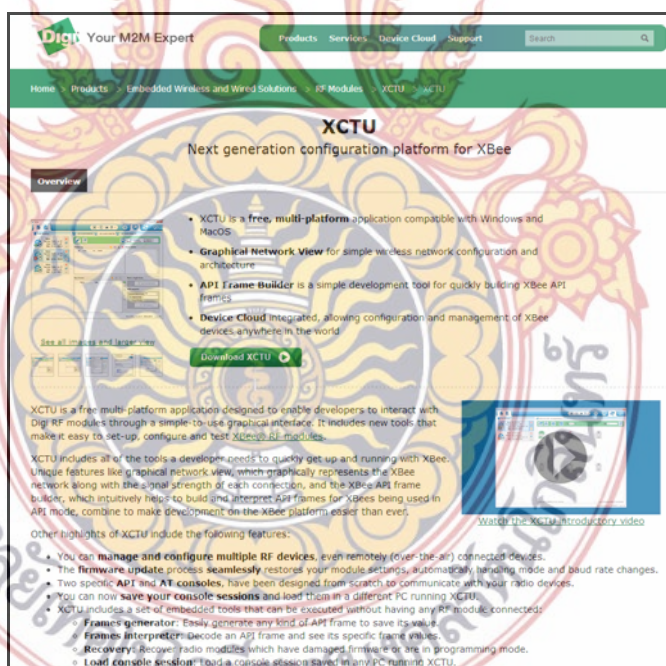 Digi Your M2M Expert
Products Services Device Cloud Support
Search
Home > Products > Embedded Wireless and Wired Solutions > RF Modules > XCTU > XCTU
XCTU
Next generation configuration platform for XBee
Overview
• XCTU is a free, multi-platform application compatible with Windows and
MacOS
• Graphical Network View for simple wireless network configuration and
architecture
• API Frame Builder is a simple development tool for quickly building XBee API
frames
• Device Cloud integrated, allowing configuration and management of XBee
devices anywhere in the world
See all images and larger view
Download XCTU
XCTU is a free multi-platform application designed to enable developers to interact with
Digi RF modules through a simple-to-use graphical interface. It includes new tools that
make it easy to set-up, configure and test XBee® RF modules.
XCTU includes all of the tools a developer needs to quickly get up and running with XBee.
Unique features like graphical network view, which graphically represents the XBee
network along with the signal strength of each connection, and the XBee API frame
builder, which intuitively helps to build and interpret API frames for XBees being used in
API mode, combine to make development on the XBee platform easier than ever.
Watch the XCTU introductory video
Other highlights of XCTU include the following features:
• You can manage and configure multiple RF devices, even remotely (over-the-air) connected devices.
• The firmware update process seamlessly restores your module settings, automatically handling mode and baud rate changes.
• Two specific API and AT consoles, have been designed from scratch to communicate with your radio devices.
• You can now save your console sessions and load them in a different PC running XCTU.
• XCTU includes a set of embedded tools that can be executed without having any RF module connected:
○ Frames generator: Easily generate any kind of API frame to save its value.
○ Frames interpreter: Decode an API frame and see its specific frame values.
○ Recovery: Recover radio modules which have damaged firmware or are in programming mode.
○ Load console session: Load a console session saved in any PC running XCTU.